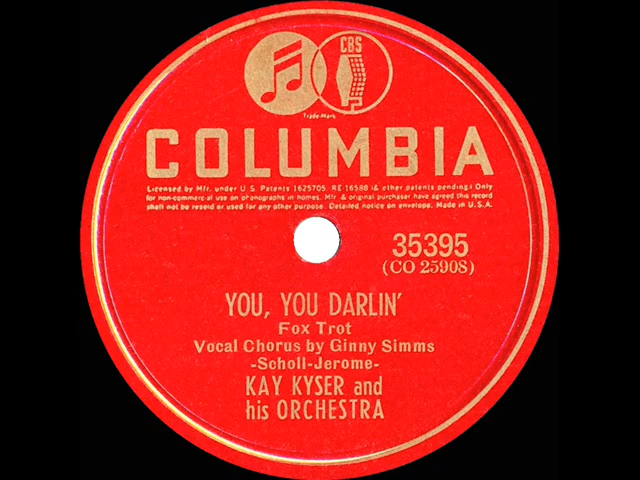 CBS
Trade-Mark
COLUMBIA
Licensed by Mfr. under U.S. Patents 1625705, RE-16588 (& other patents pending) Only
for non-commercial use on phonographs in homes. Mfr. & original purchaser have agreed this record
shall not be resold or used for any other purpose. Detailed notice on envelope. Made in U.S.A.
35395
(CO 25908)
YOU, YOU DARLIN'
Fox Trot
Vocal Chorus by Ginny Simms
-Scholl-Jerome-
KAY KYSER and
his ORCHESTRA